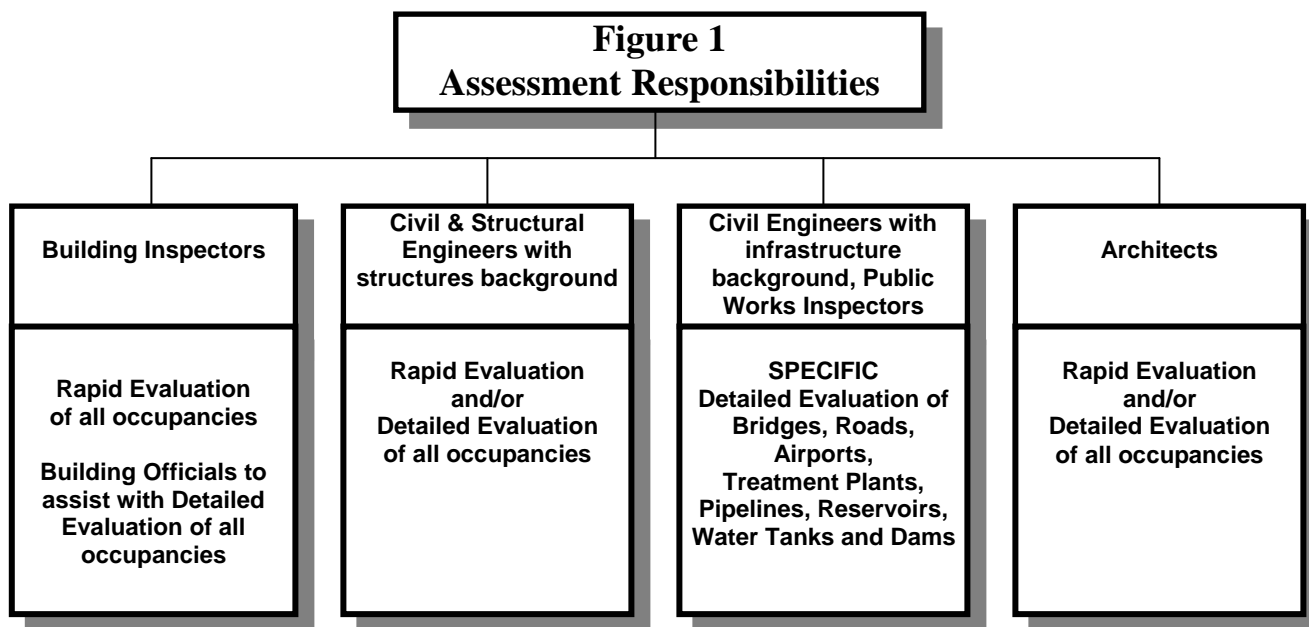 Figure 1
Assessment Responsibilities
Building Inspectors
Rapid Evaluation
of all occupancies
Building Officials to
assist with Detailed
Evaluation of all
occupancies
Civil & Structural
Engineers with
structures background
Rapid Evaluation
and/or
Detailed Evaluation
of all occupancies
Civil Engineers with
infrastructure
background, Public
Works Inspectors
SPECIFIC
Detailed Evaluation of
Bridges, Roads,
Airports,
Treatment Plants,
Pipelines, Reservoirs,
Water Tanks and Dams
Architects
Rapid Evaluation
and/or
Detailed Evaluation
of all occupancies